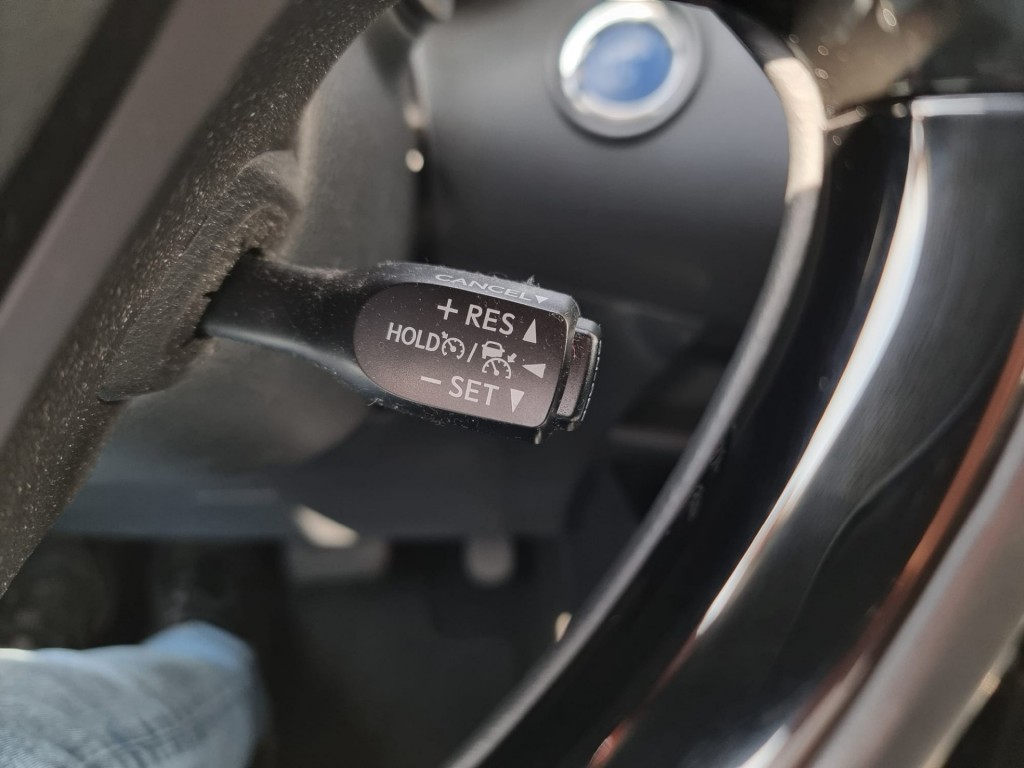 CANCEL▼
+ RES ▲
HOLD / ◀
− SET ▼